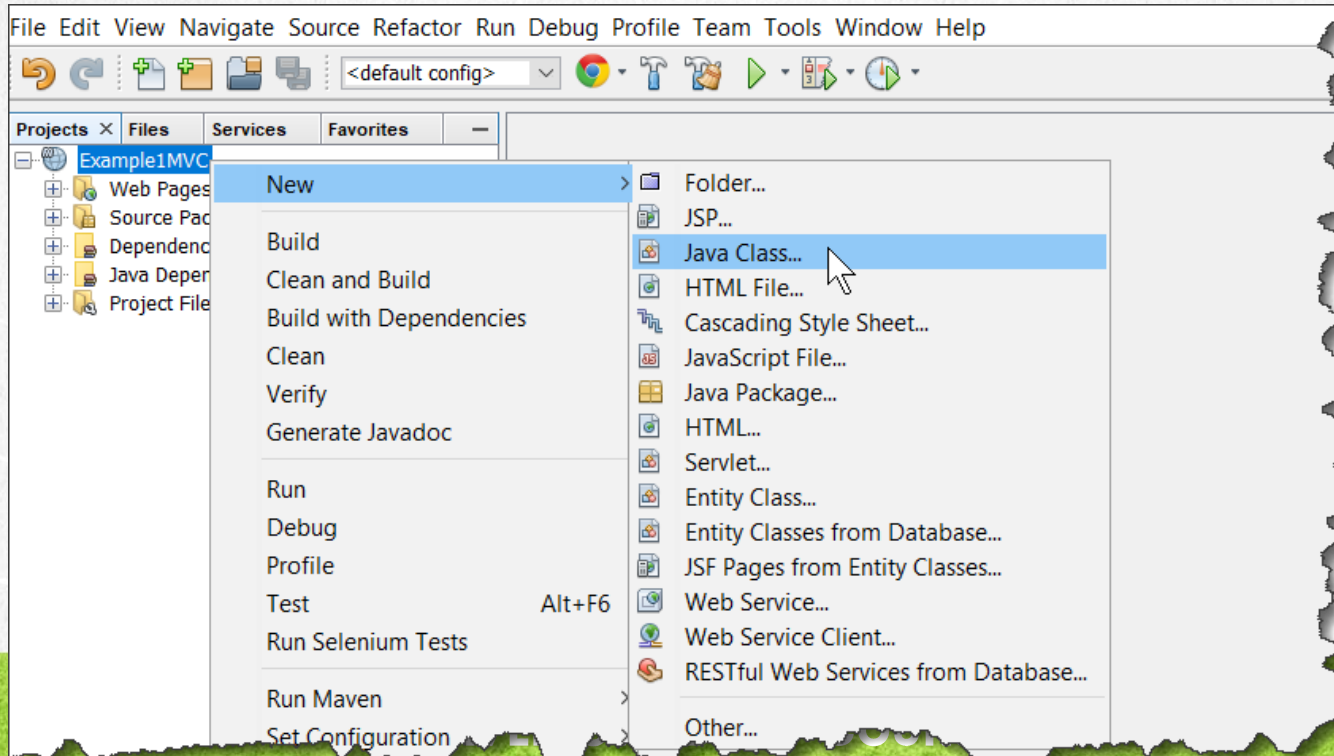 File Edit View Navigate Source Refactor Run Debug Profile Team Tools Window Help
<default config>
Projects Files Services Favorites
Example1MVC
Web Pages
Source Pac
Dependenc
Java Deper
Project File
New
Build
Clean and Build
Build with Dependencies
Clean
Verify
Generate Javadoc
Run
Debug
Profile
Test Alt+F6
Run Selenium Tests
Run Maven
Set Configuration
Folder...
JSP...
Java Class...
HTML File...
Cascading Style Sheet...
JavaScript File...
Java Package...
HTML...
Servlet...
Entity Class...
Entity Classes from Database...
JSF Pages from Entity Classes...
Web Service...
Web Service Client...
RESTful Web Services from Database...
Other...